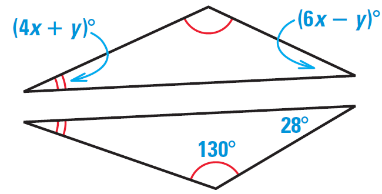 (4x + y)°
(6x − y)°
28°
130°